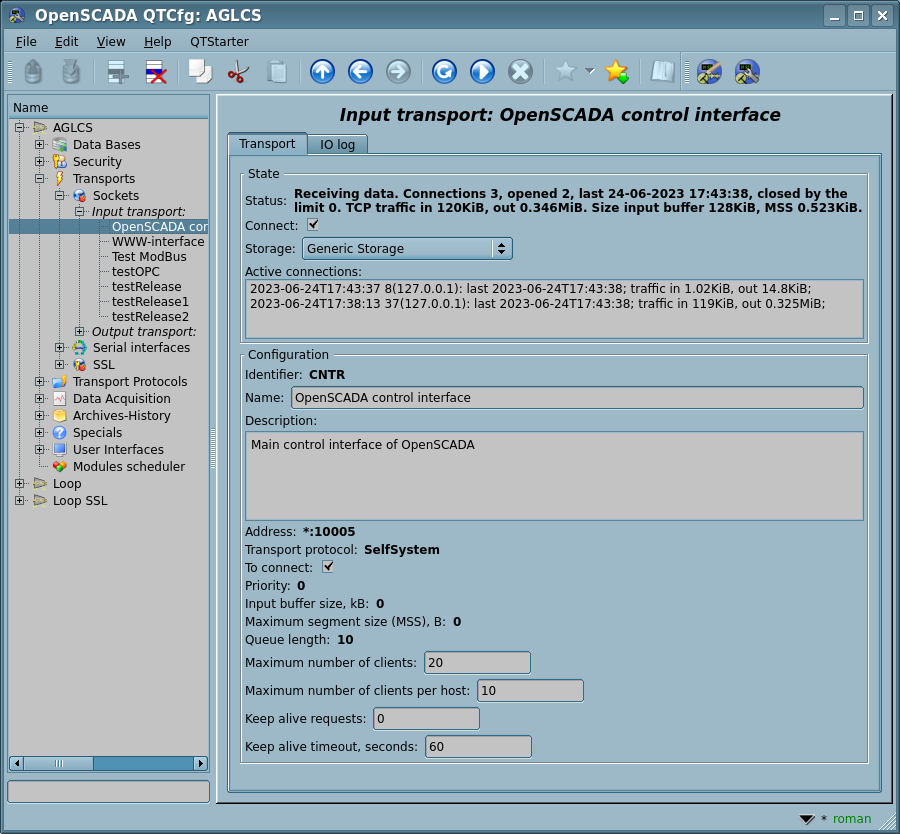 OpenSCADA QTCfg: AGLCS
File Edit View Help QTStarter
Name
AGLCS
Data Bases
Security
Transports
Sockets
Input transport:
OpenSCADA cor
WWW-interface
Test ModBus
testOPC
testRelease
testRelease1
testRelease2
Output transport:
Serial interfaces
SSL
Transport Protocols
Data Acquisition
Archives-History
Specials
User Interfaces
Modules scheduler
Loop
Loop SSL
Input transport: OpenSCADA control interface
Transport IO log
State
Status: Receiving data. Connections 3, opened 2, last 24-06-2023 17:43:38, closed by the
limit 0. TCP traffic in 120KiB, out 0.346MiB. Size input buffer 128KiB, MSS 0.523KiB.
Connect:
Storage: Generic Storage
Active connections:
2023-06-24T17:43:37 8(127.0.0.1): last 2023-06-24T17:43:38; traffic in 1.02KiB, out 14.8KiB;
2023-06-24T17:38:13 37(127.0.0.1): last 2023-06-24T17:43:38; traffic in 119KiB, out 0.325MiB;
Configuration
Identifier: CNTR
Name: OpenSCADA control interface
Description:
Main control interface of OpenSCADA
Address: *:10005
Transport protocol: SelfSystem
To connect:
Priority: 0
Input buffer size, kB: 0
Maximum segment size (MSS), B: 0
Queue length: 10
Maximum number of clients: 20
Maximum number of clients per host: 10
Keep alive requests: 0
Keep alive timeout, seconds: 60
* roman